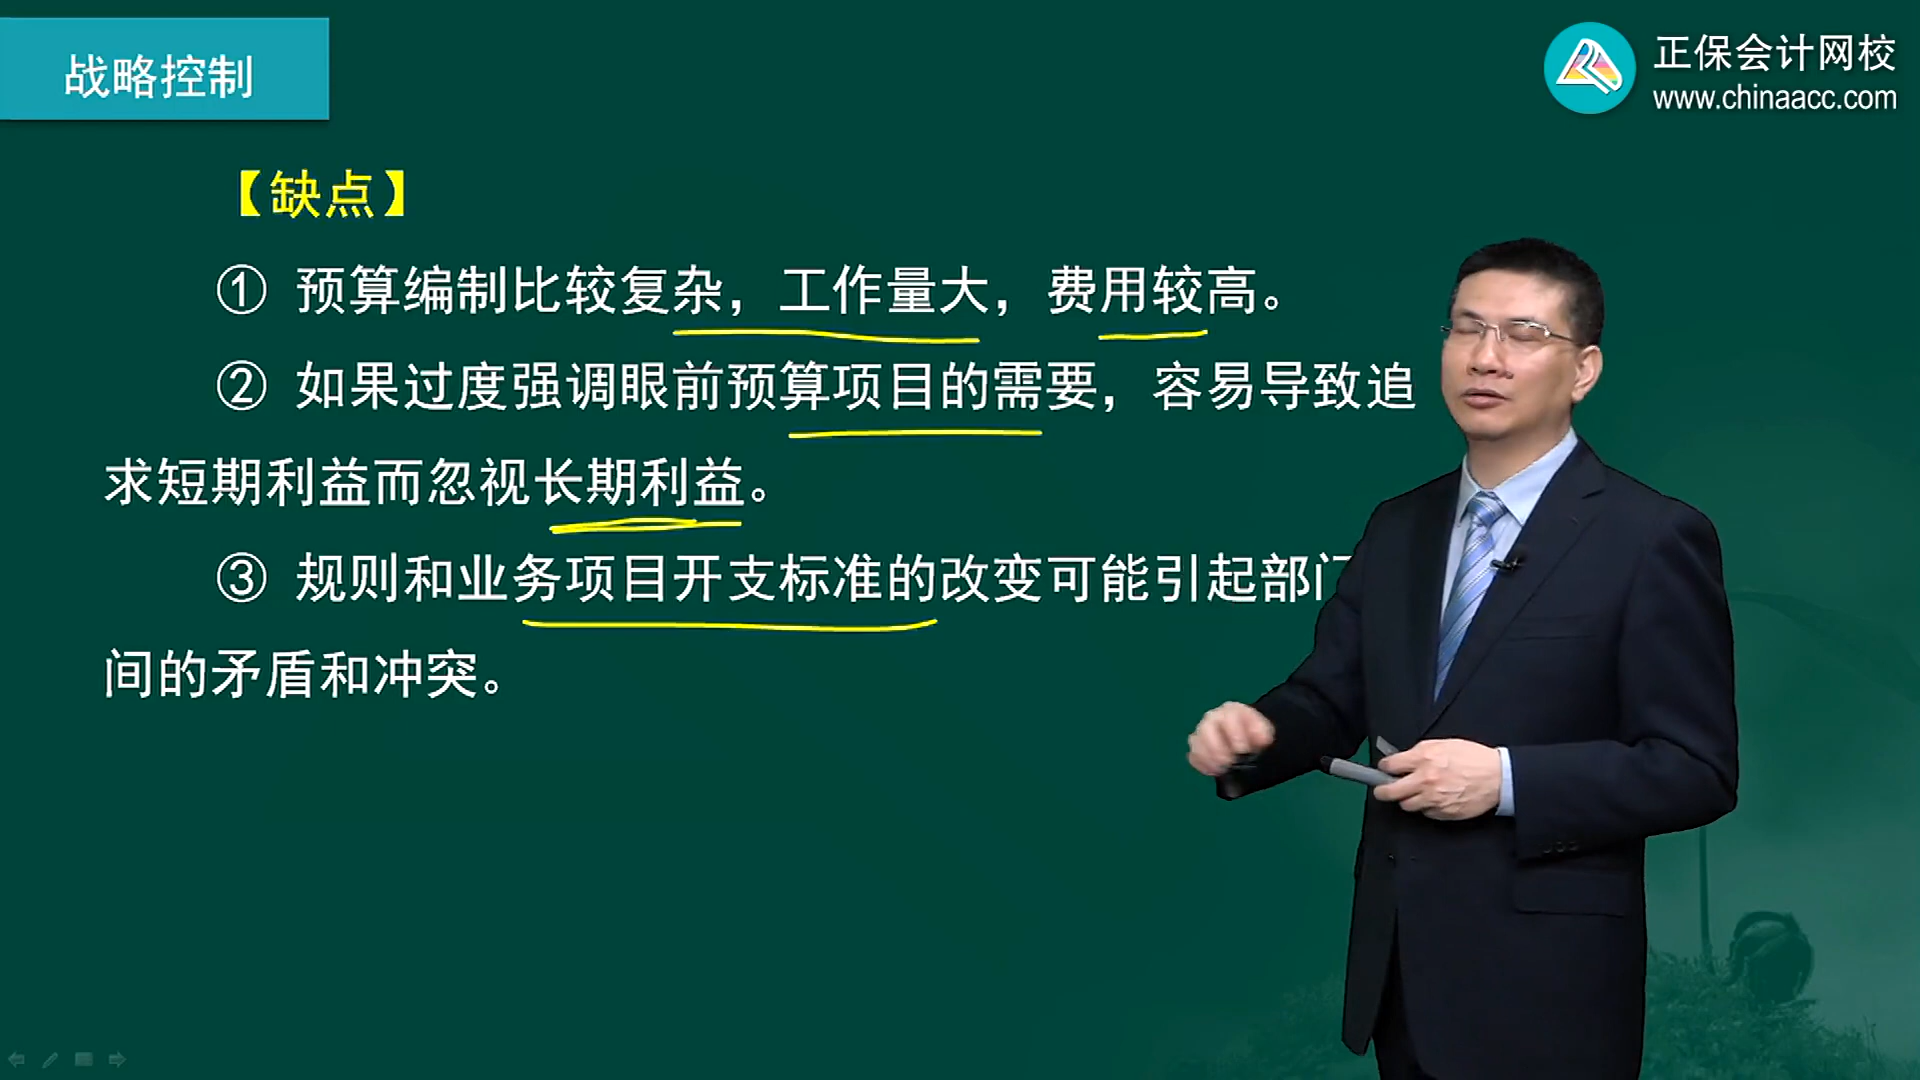 战略控制
正保会计网校
www.chinaacc.com
【缺点】
① 预算编制比较复杂，工作量大，费用较高。
② 如果过度强调眼前预算项目的需要，容易导致追
求短期利益而忽视长期利益。
③ 规则和业务项目开支标准的改变可能引起部门
间的矛盾和冲突。